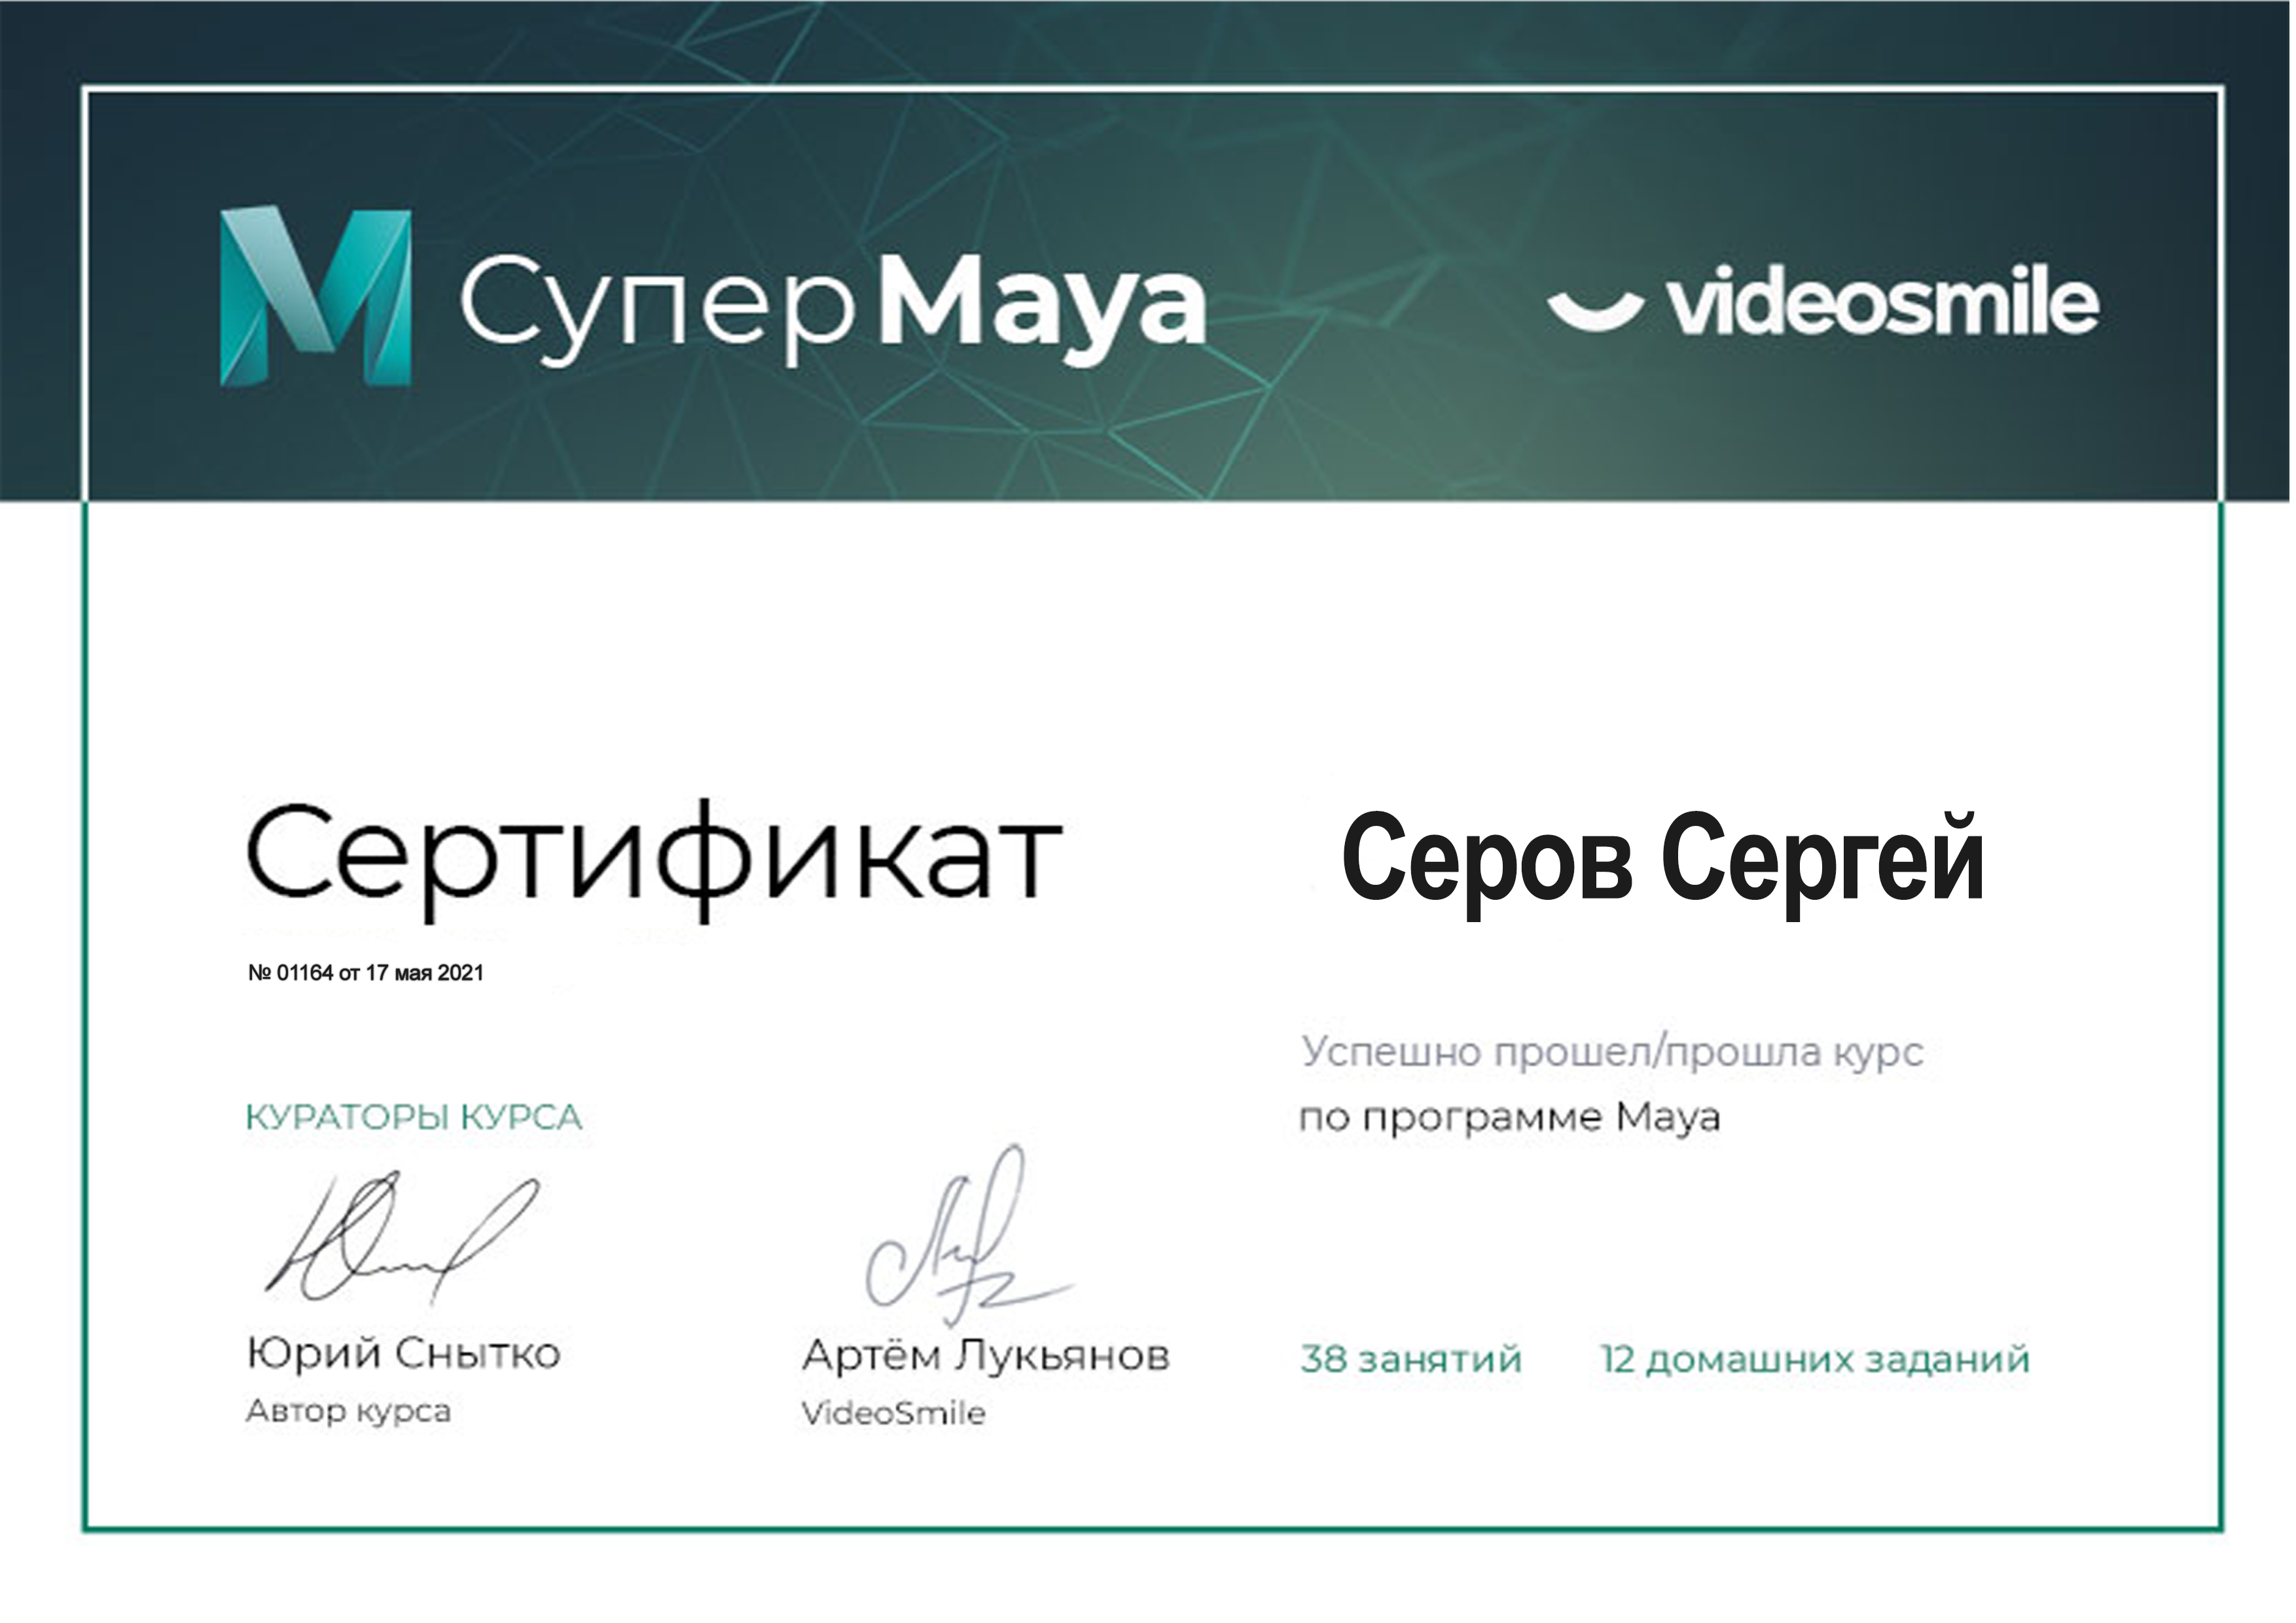 Супер Maya
videosmile
Сертификат
№ 01164 от 17 мая 2021
Серов Сергей
Успешно прошел/прошла курс
по программе Maya
КУРАТОРЫ КУРСА
Юрий Снытко
Автор курса
Артём Лукьянов
VideoSmile
38 занятий
12 домашних заданий